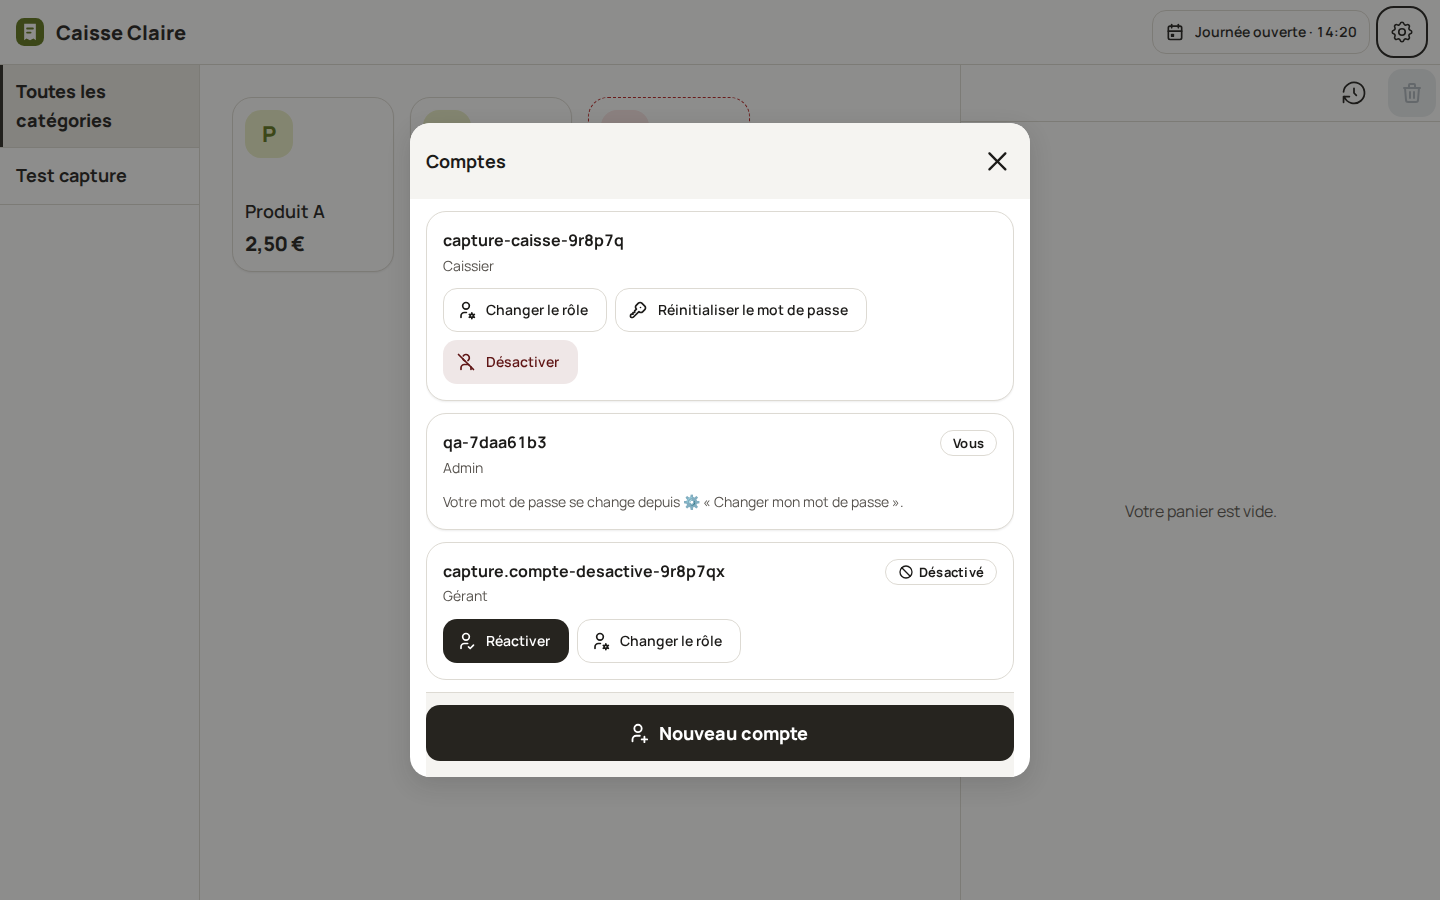 Caisse Claire
Journée ouverte · 14:20
Toutes les
catégories
Test capture
P
Produit A
2,50 €
Comptes
capture-caisse-9r8p7q
Caissier
Changer le rôle
Réinitialiser le mot de passe
Désactiver
qa-7daa61b3
Vous
Admin
Votre mot de passe se change depuis ⚙️ « Changer mon mot de passe ».
capture.compte-desactive-9r8p7qx
Désactivé
Gérant
Réactiver
Changer le rôle
Nouveau compte
Votre panier est vide.